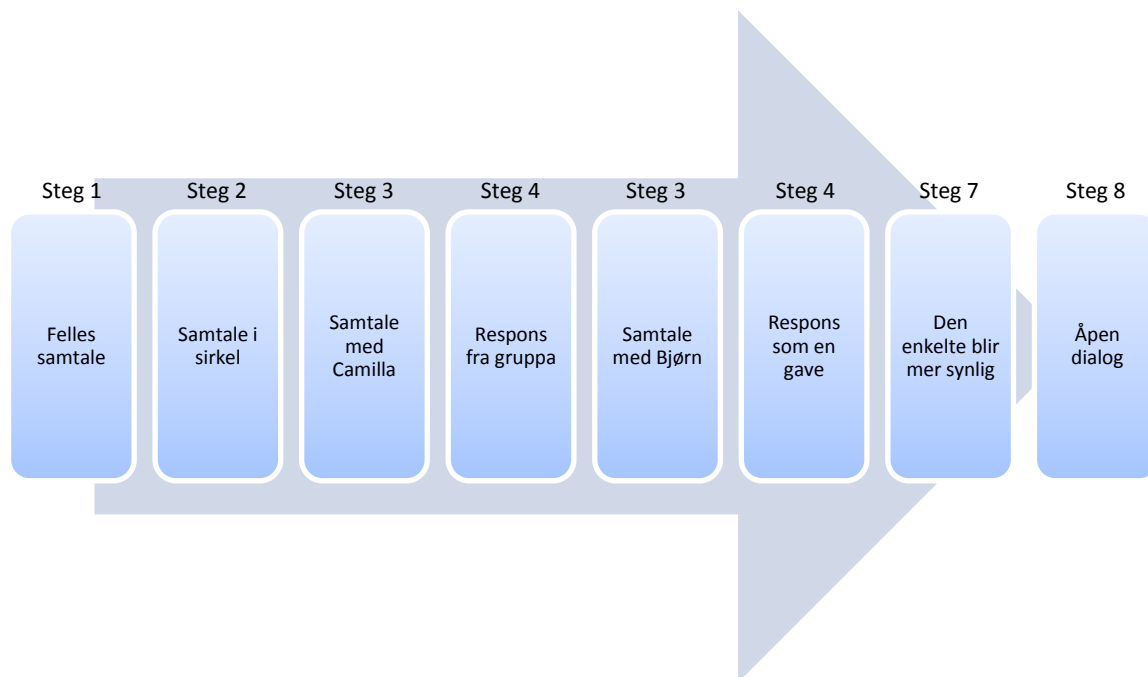 Steg 1
Steg 2
Steg 3
Steg 4
Steg 3
Steg 4
Steg 7
Steg 8
Felles
samtale
Samtale i
sirkel
Samtale
med
Camilla
Respons
fra gruppa
Samtale
med Bjørn
Respons
som en
gave
Den
enkelte blir
mer synlig
Åpen
dialog